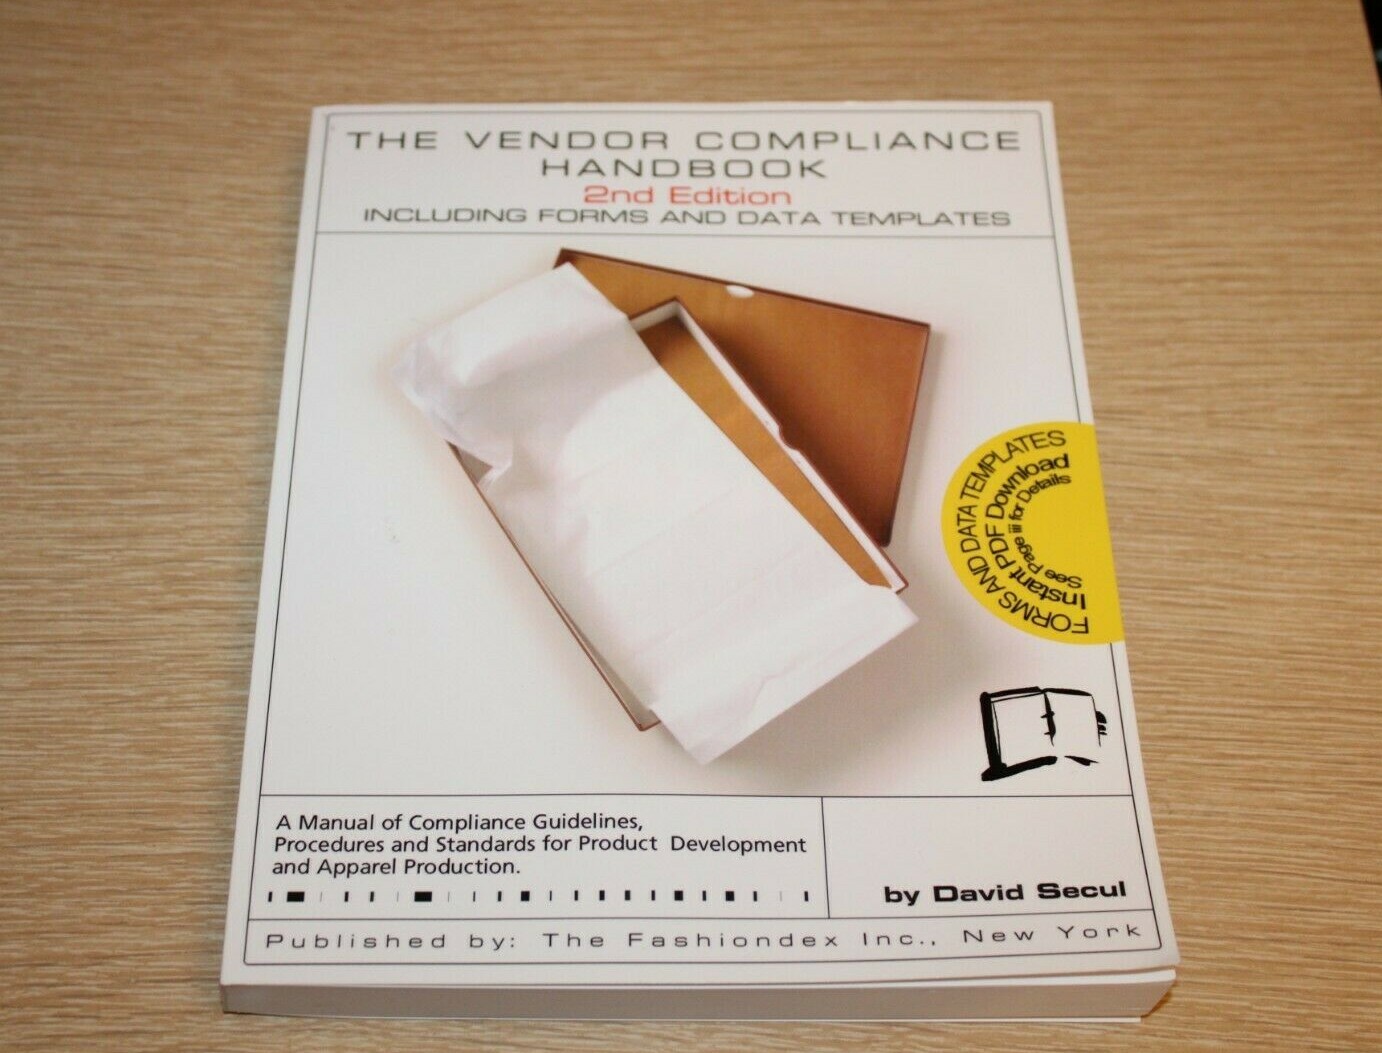 THE VENDOR COMPLIANCE
HANDBOOK
2nd Edition
INCLUDING FORMS AND DATA TEMPLATES
FORMS AND DATA TEMPLATES
Instant PDF Download
See Page iii for Details
A Manual of Compliance Guidelines,
Procedures and Standards for Product Development
and Apparel Production.
by David Secul
Published by: The Fashiondex Inc., New York